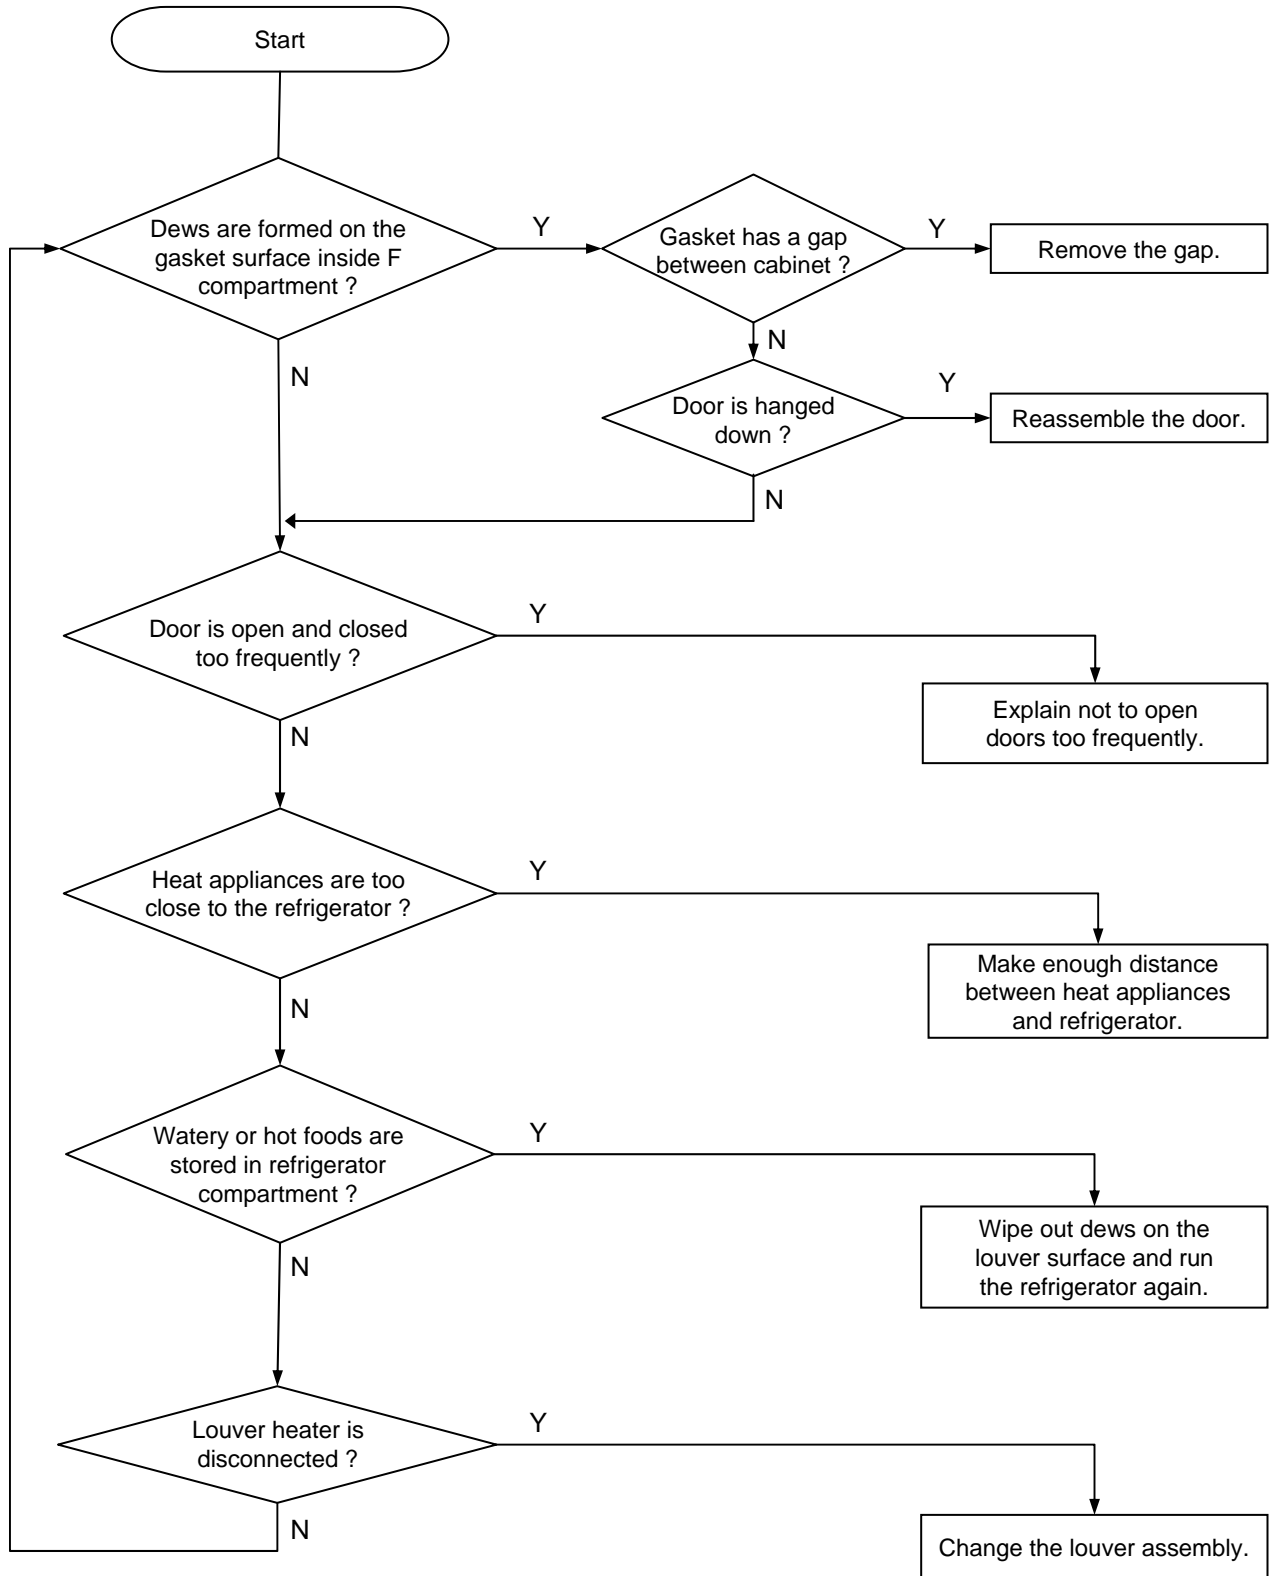 Start
Dews are formed on the
gasket surface inside F
compartment ?
Y
Gasket has a gap
between cabinet ?
Y
Remove the gap.
N
N
Door is hanged
down ?
Y
Reassemble the door.
N
Door is open and closed
too frequently ?
Y
Explain not to open
doors too frequently.
N
Heat appliances are too
close to the refrigerator ?
Y
Make enough distance
between heat appliances
and refrigerator.
N
Watery or hot foods are
stored in refrigerator
compartment ?
Y
Wipe out dews on the
louver surface and run
the refrigerator again.
N
Louver heater is
disconnected ?
Y
Change the louver assembly.
N